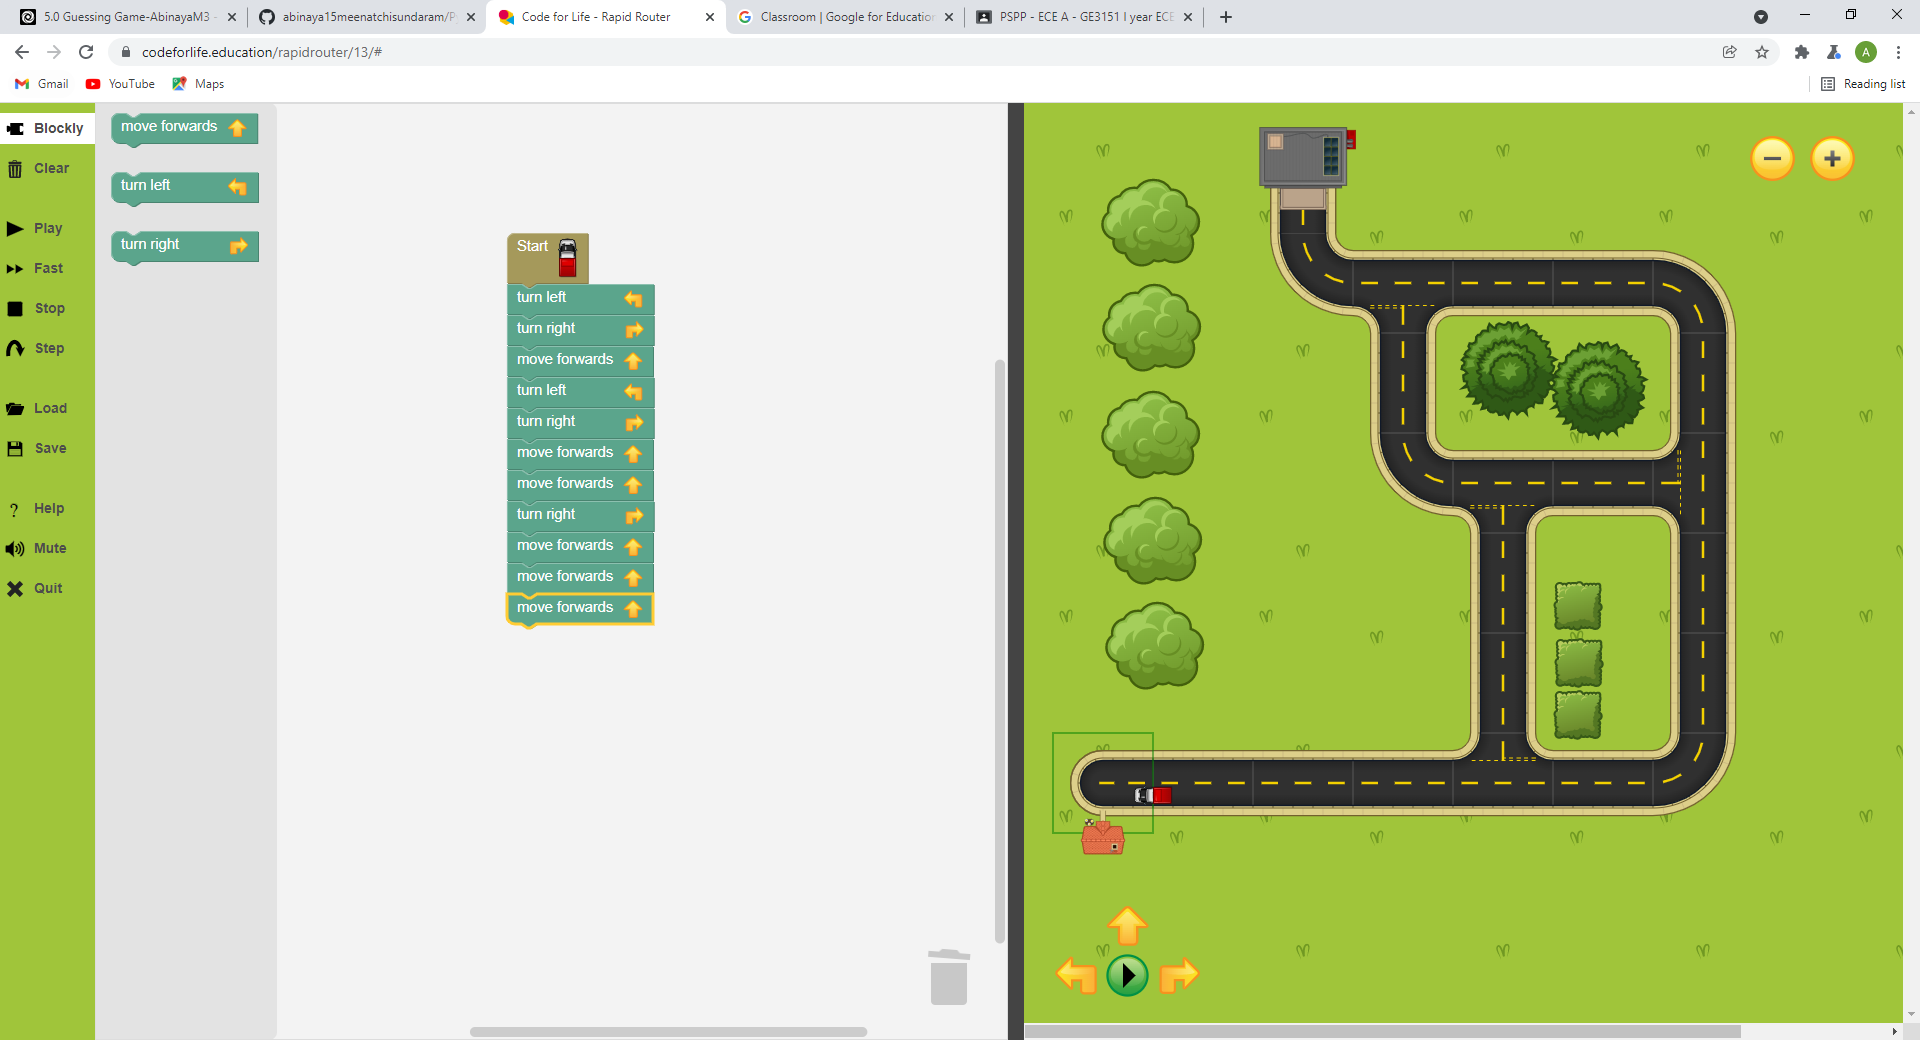 5.0 Guessing Game-AbinayaM3 -
abinaya15meenatchisundaram/P
Code for Life - Rapid Router
Classroom | Google for Education
PSPP - ECE A - GE3151 I year ECE
codeforlife.education/rapidrouter/13/#
A
Gmail
YouTube
Maps
Reading list
Blockly
Clear
Play
Fast
Stop
Step
Load
Save
? Help
Mute
Quit
move forwards
turn left
turn right
Start
turn left
turn right
move forwards
turn left
turn right
move forwards
move forwards
turn right
move forwards
move forwards
move forwards